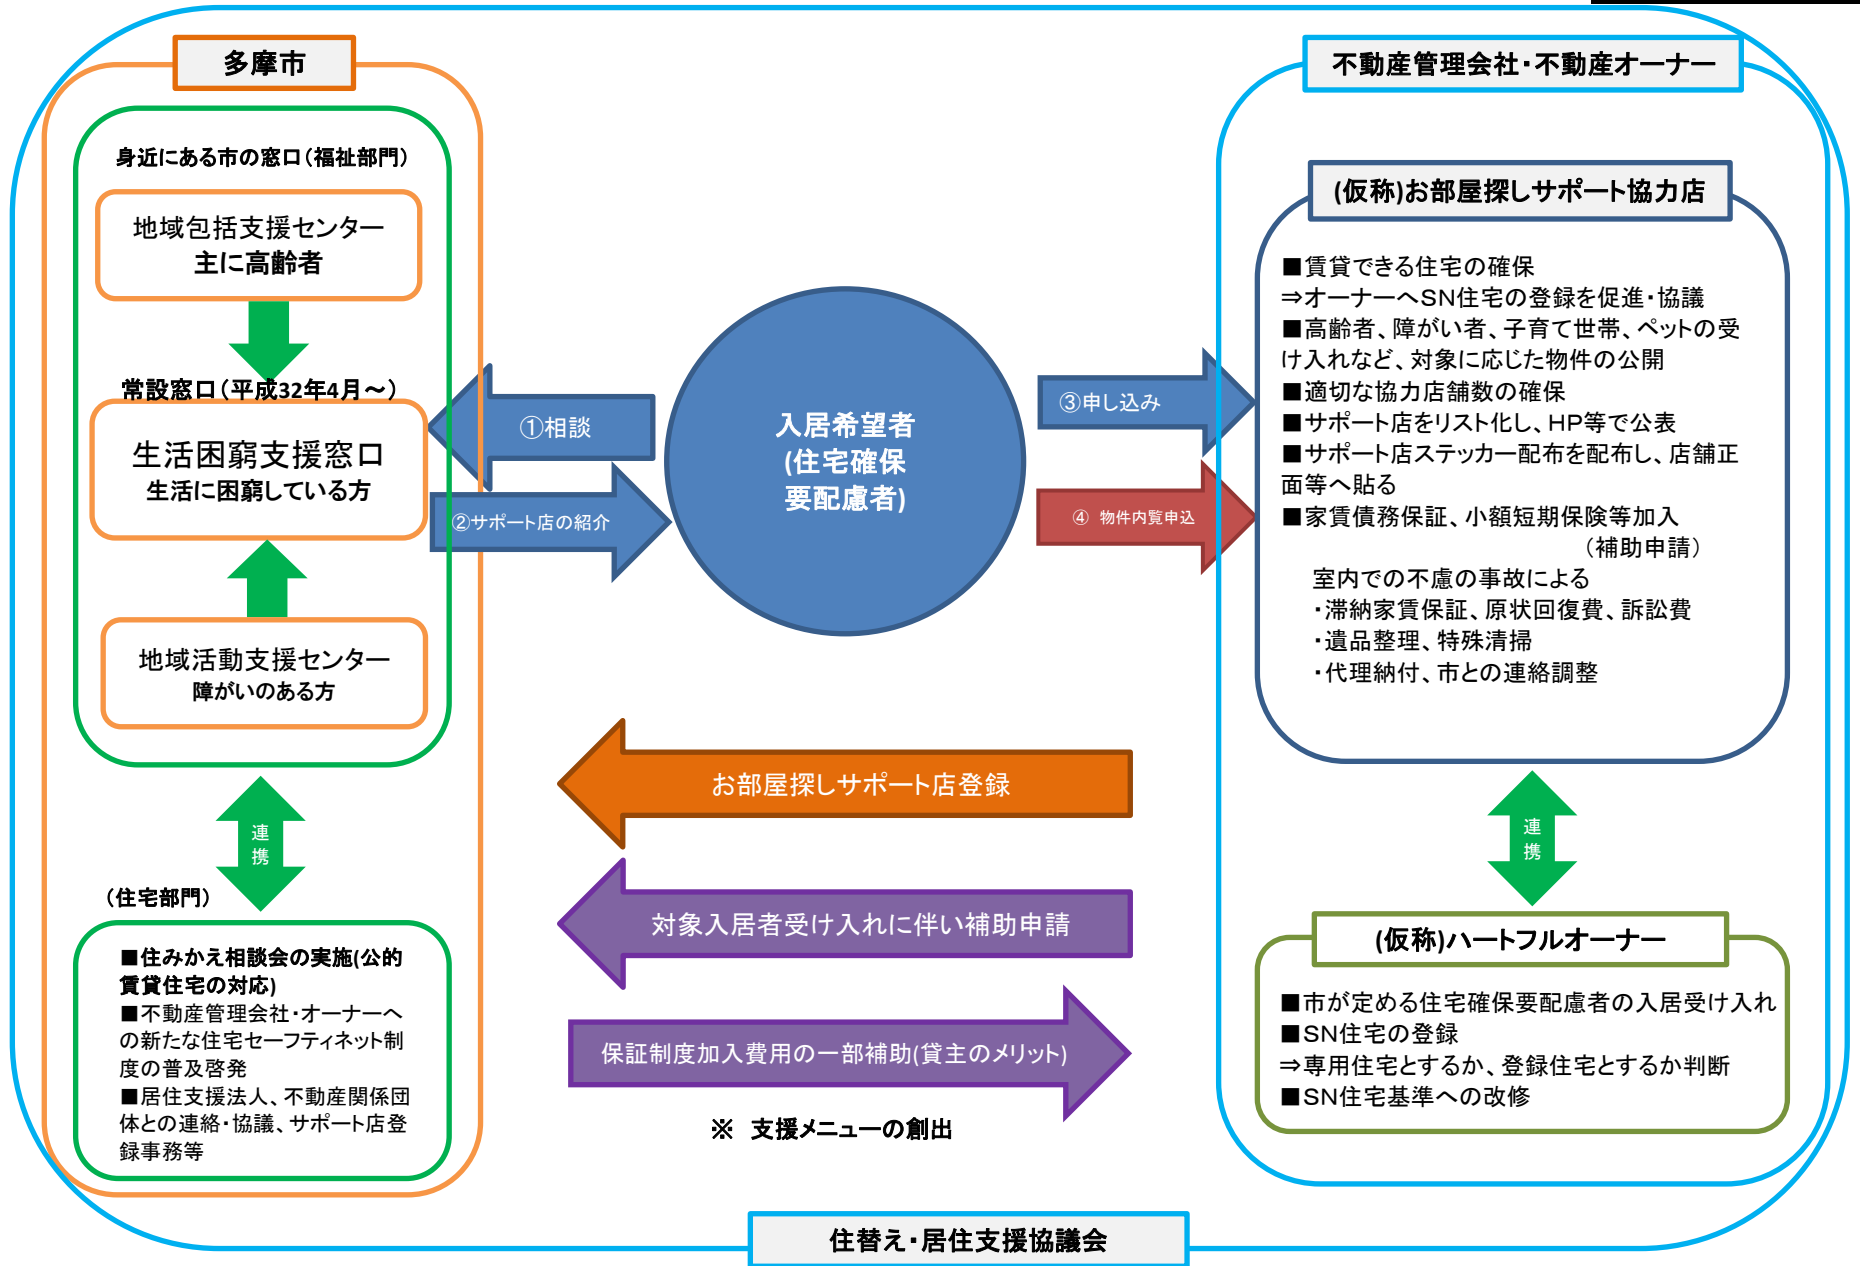 多摩市
身近にある市の窓口（福祉部門）
地域包括支援センター
主に高齢者
常設窓口（平成32年4月～）
生活困窮支援窓口
生活に困窮している方
地域活動支援センター
障がいのある方
連
携
（住宅部門）
■住みかえ相談会の実施(公的
賃貸住宅の対応)
■不動産管理会社・オーナーへ
の新たな住宅セーフティネット制
度の普及啓発
■居住支援法人、不動産関係団
体との連絡・協議、サポート店登
録事務等
①相談
②サポート店の紹介
入居希望者
(住宅確保
要配慮者)
③申し込み
④ 物件内覧申込
お部屋探しサポート店登録
対象入居者受け入れに伴い補助申請
保証制度加入費用の一部補助(貸主のメリット)
※ 支援メニューの創出
不動産管理会社・不動産オーナー
(仮称)お部屋探しサポート協力店
■賃貸できる住宅の確保
⇒オーナーへSN住宅の登録を促進・協議
■高齢者、障がい者、子育て世帯、ペットの受
け入れなど、対象に応じた物件の公開
■適切な協力店舗数の確保
■サポート店をリスト化し、HP等で公表
■サポート店ステッカー配布を配布し、店舗正
面等へ貼る
■家賃債務保証、小額短期保険等加入
（補助申請）
室内での不慮の事故による
・滞納家賃保証、原状回復費、訴訟費
・遺品整理、特殊清掃
・代理納付、市との連絡調整
連
携
(仮称)ハートフルオーナー
■市が定める住宅確保要配慮者の入居受け入れ
■SN住宅の登録
⇒専用住宅とするか、登録住宅とするか判断
■SN住宅基準への改修
住替え・居住支援協議会